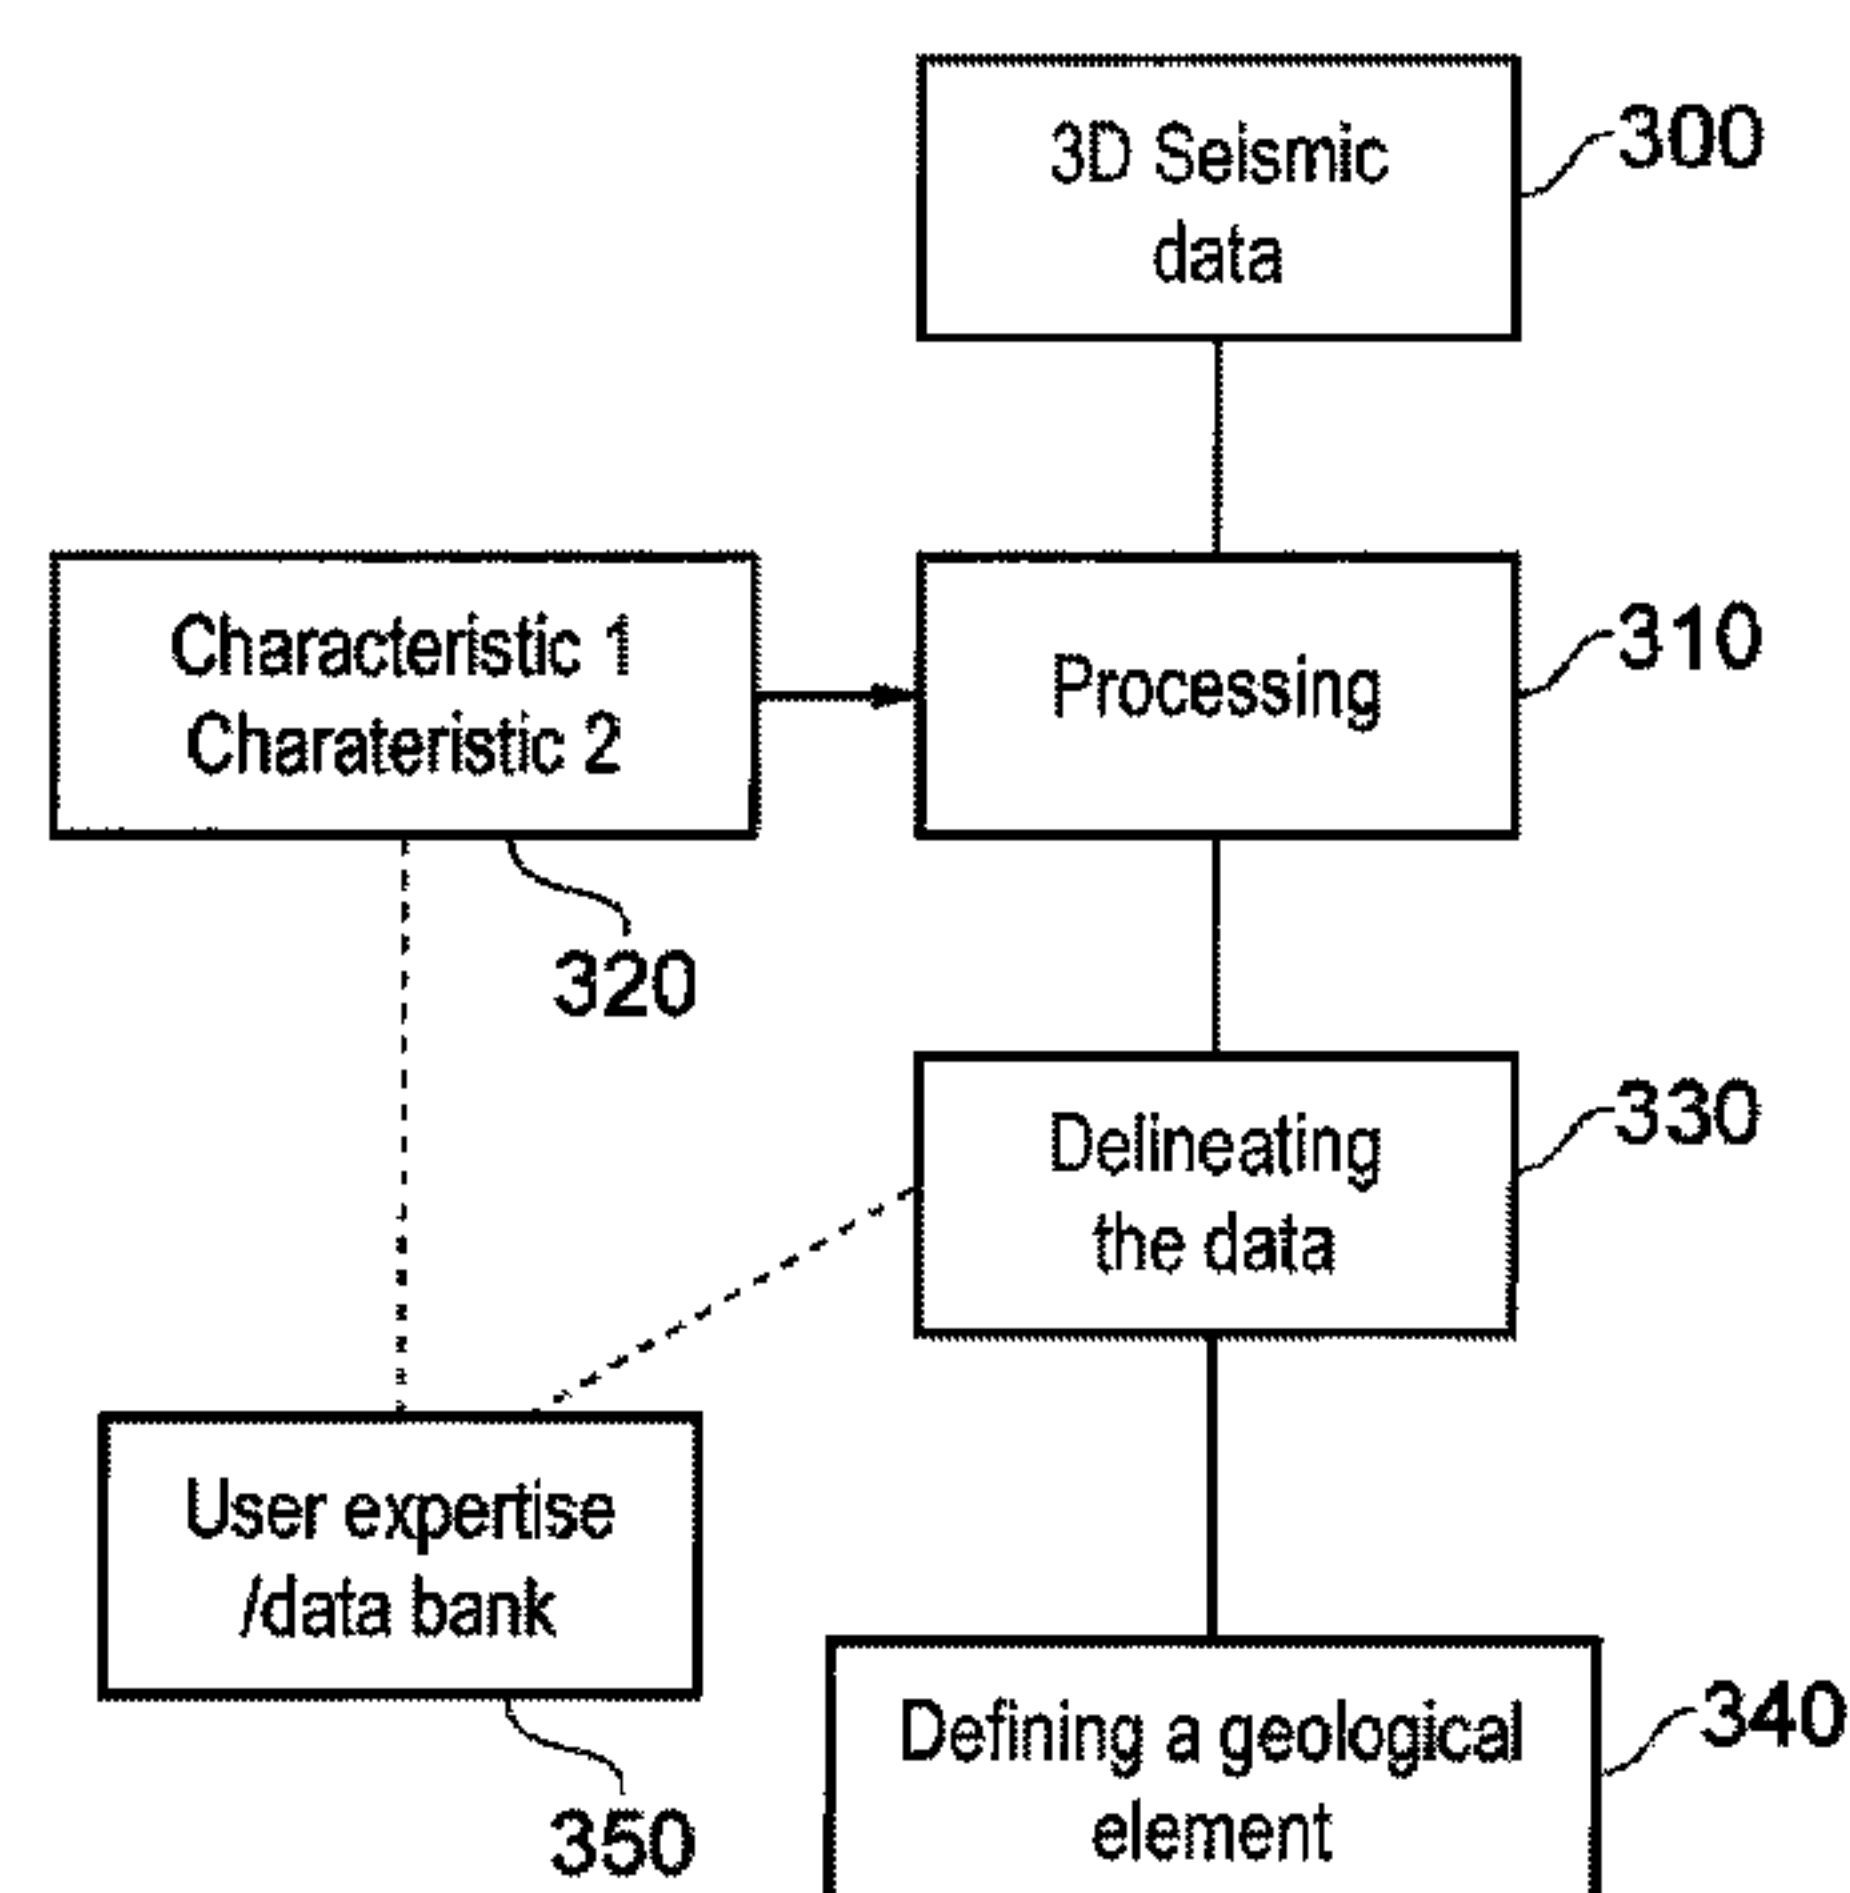 3D Seismic
data
300
Characteristic 1
Charateristic 2
320
Processing
310
Delineating
the data
330
User expertise
/data bank
350
Defining a geological
element
340